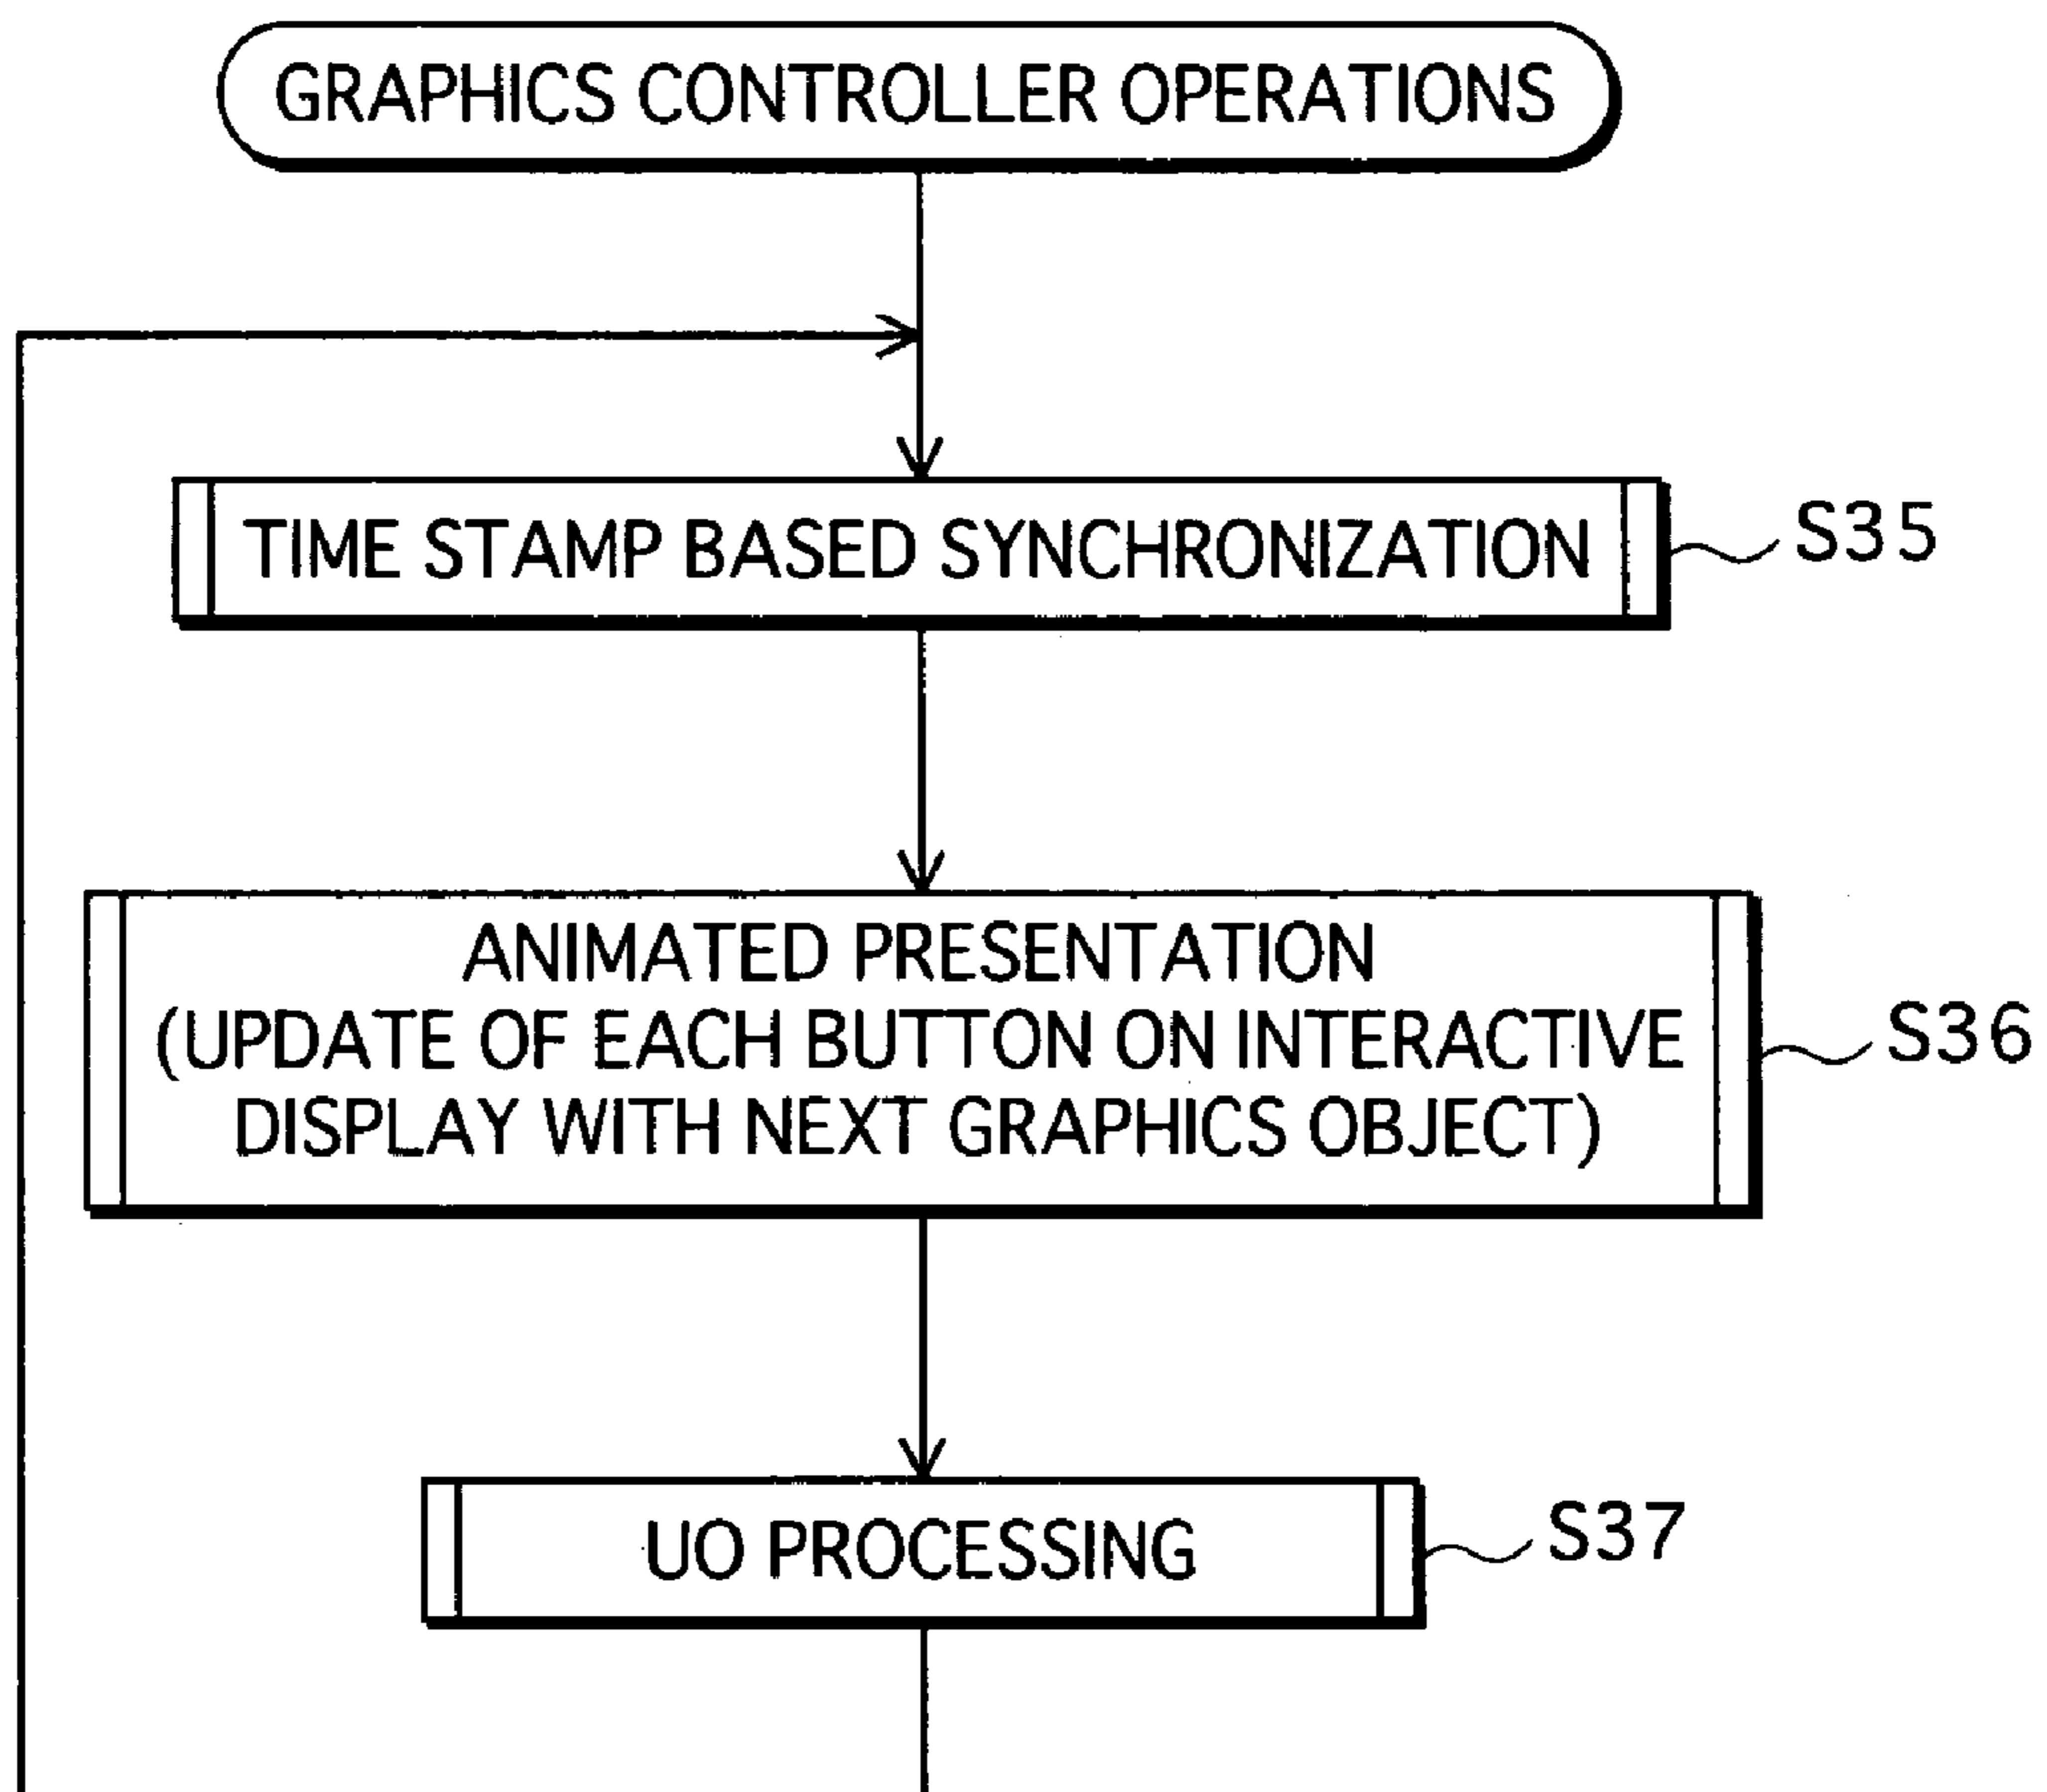 GRAPHICS CONTROLLER OPERATIONS
TIME STAMP BASED SYNCHRONIZATION
S35
ANIMATED PRESENTATION
(UPDATE OF EACH BUTTON ON INTERACTIVE
DISPLAY WITH NEXT GRAPHICS OBJECT)
S36
UO PROCESSING
S37